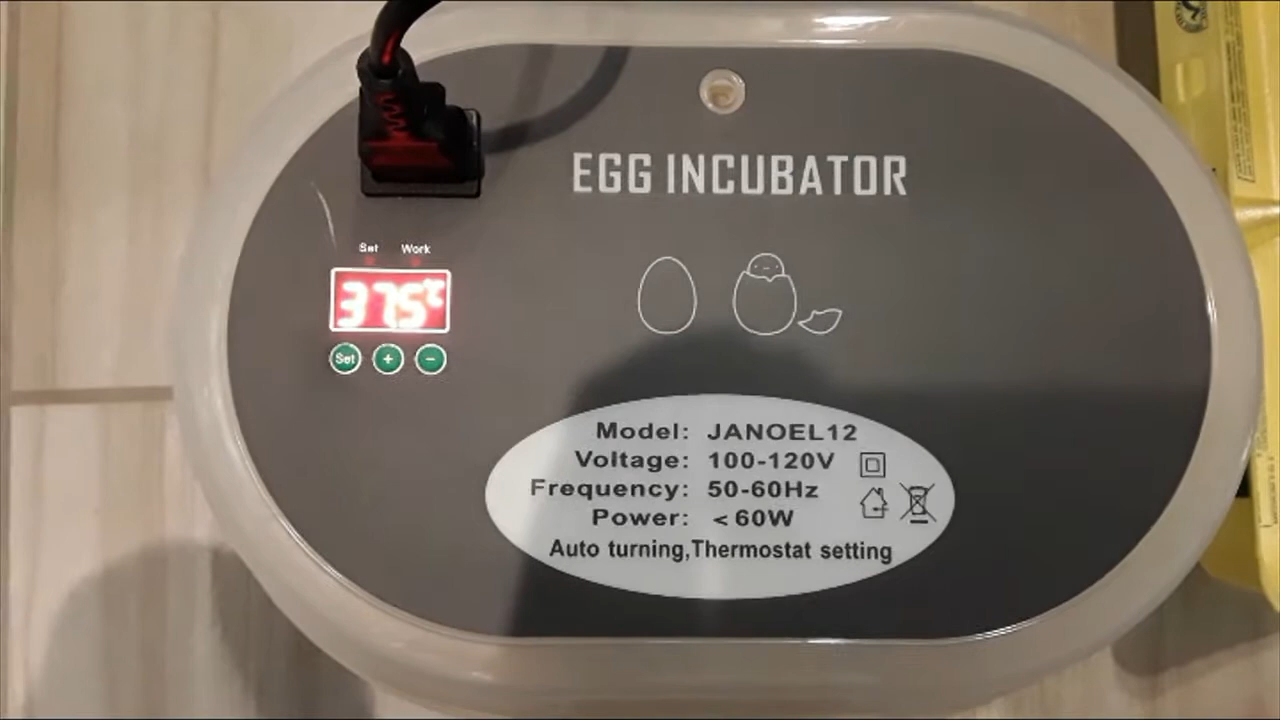 EGG INCUBATOR
Set Work
37.5°C
Set + -
Model: JANOEL12
Voltage: 100-120V
Frequency: 50-60Hz
Power: <60W
Auto turning,Thermostat setting